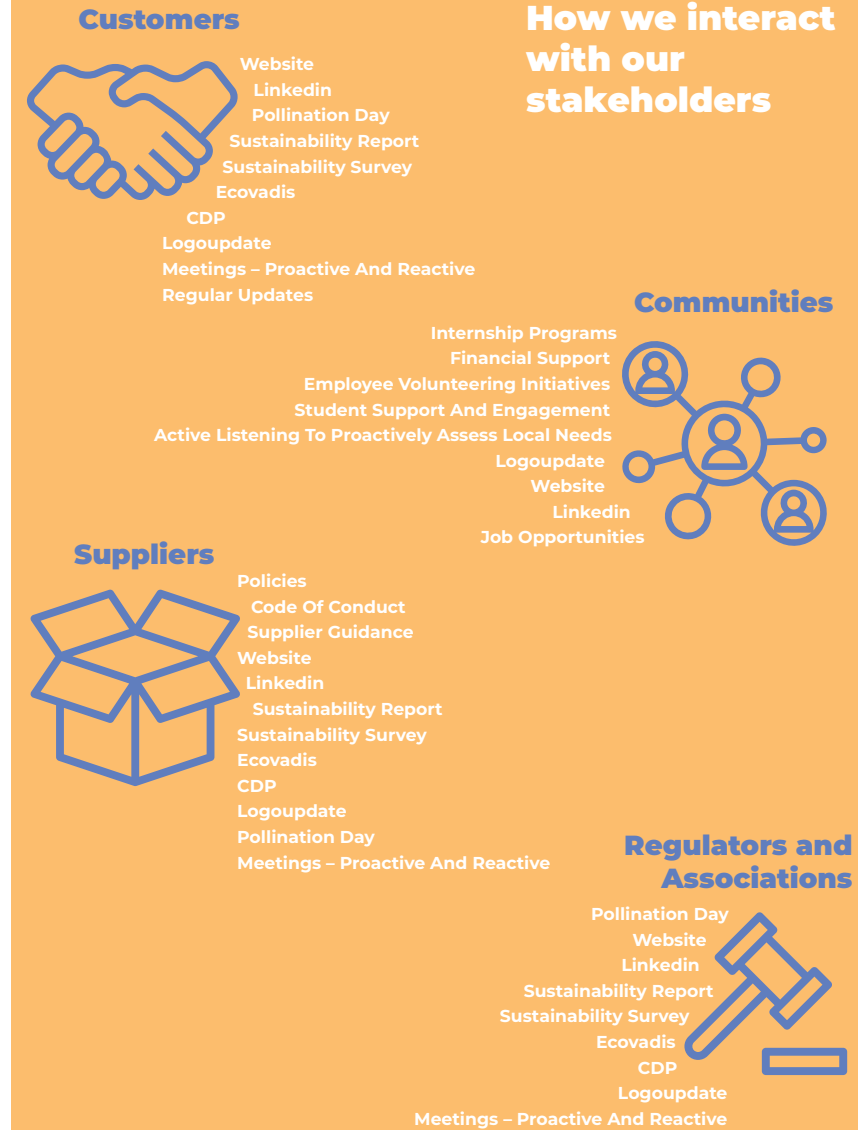 How we interact
with our
stakeholders
Customers
Website
Linkedin
Pollination Day
Sustainability Report
Sustainability Survey
Ecovadis
CDP
Logoupdate
Meetings – Proactive And Reactive
Regular Updates
Communities
Internship Programs
Financial Support
Employee Volunteering Initiatives
Student Support And Engagement
Active Listening To Proactively Assess Local Needs
Logoupdate
Website
Linkedin
Job Opportunities
Suppliers
Policies
Code Of Conduct
Supplier Guidance
Website
Linkedin
Sustainability Report
Sustainability Survey
Ecovadis
CDP
Logoupdate
Pollination Day
Meetings – Proactive And Reactive
Regulators and
Associations
Pollination Day
Website
Linkedin
Sustainability Report
Sustainability Survey
Ecovadis
CDP
Logoupdate
Meetings – Proactive And Reactive